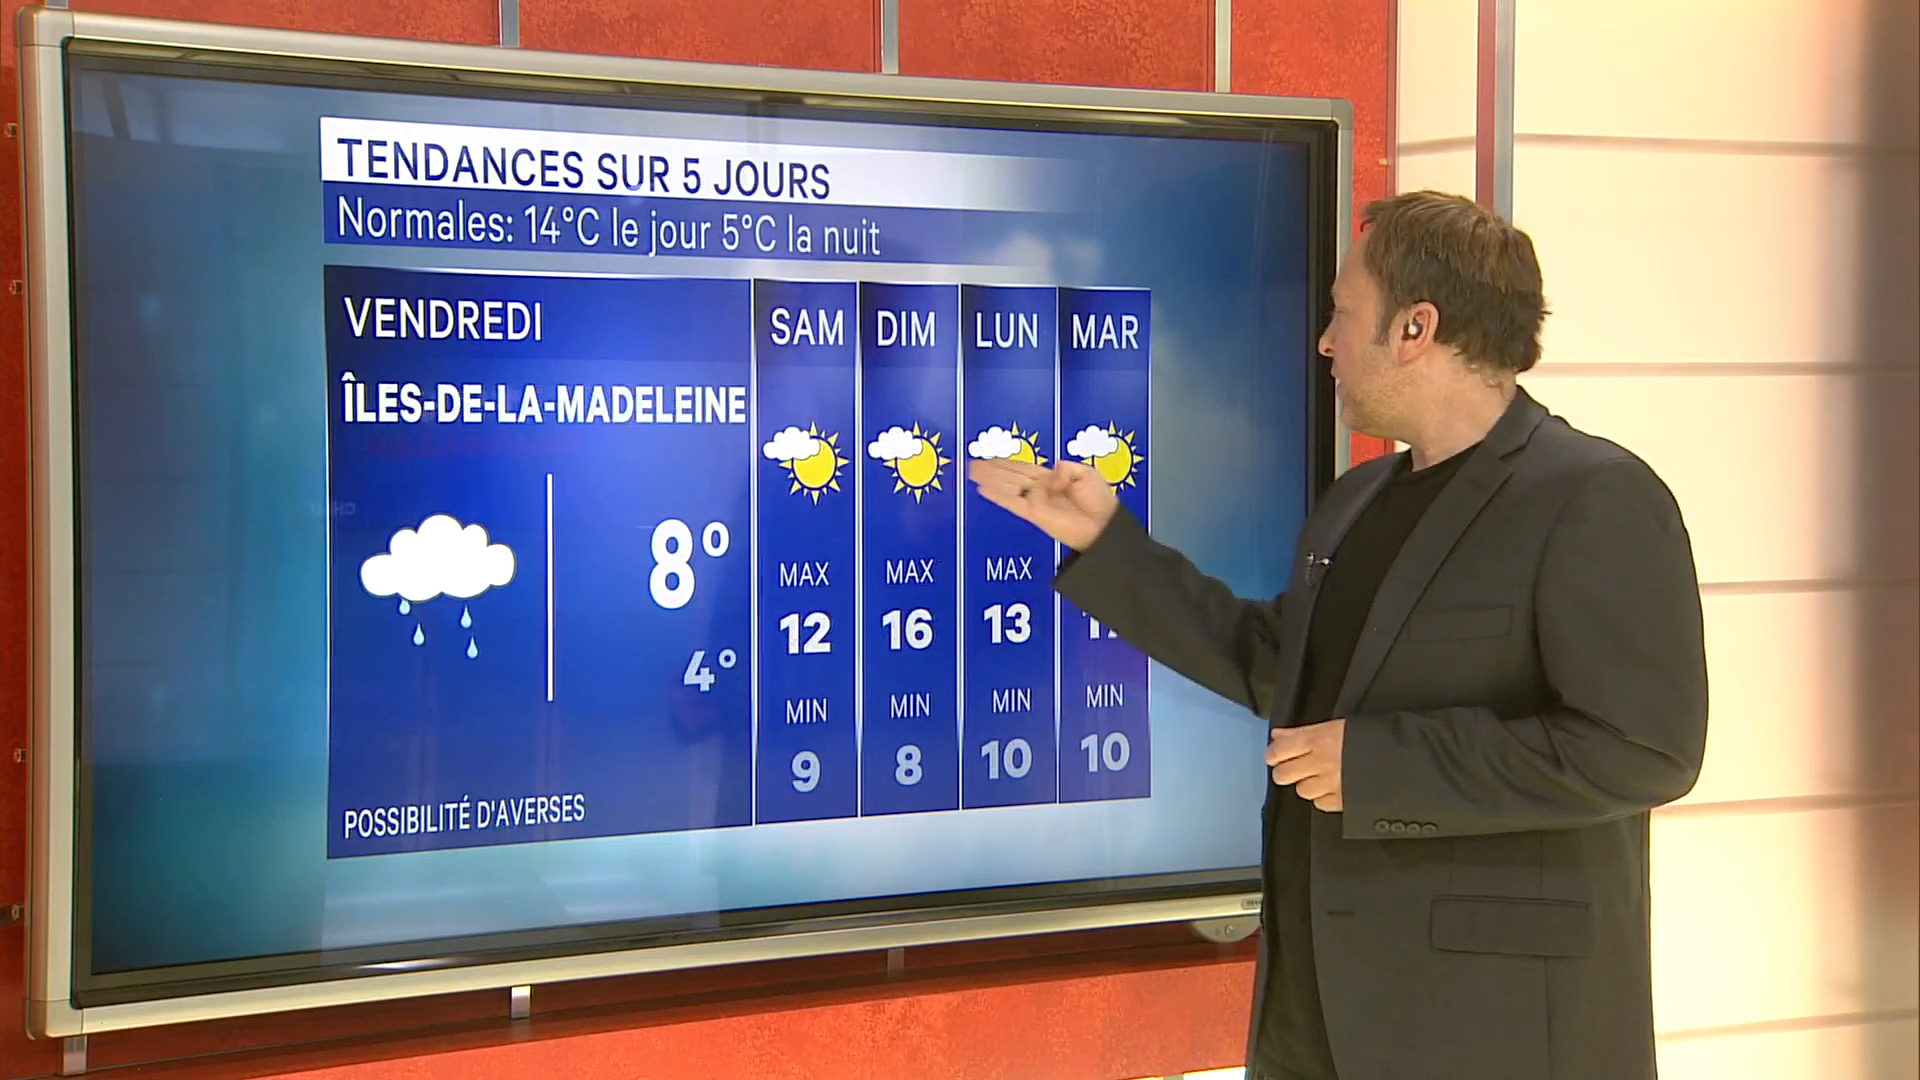 TENDANCES SUR 5 JOURS
Normales: 14°C le jour 5°C la nuit
VENDREDI
SAM DIM LUN MAR
ÎLES-DE-LA-MADELEINE
8°
4°
MAX MAX MAX
12 16 13
MIN MIN MIN MIN
9 8 10 10
POSSIBILITÉ D'AVERSES